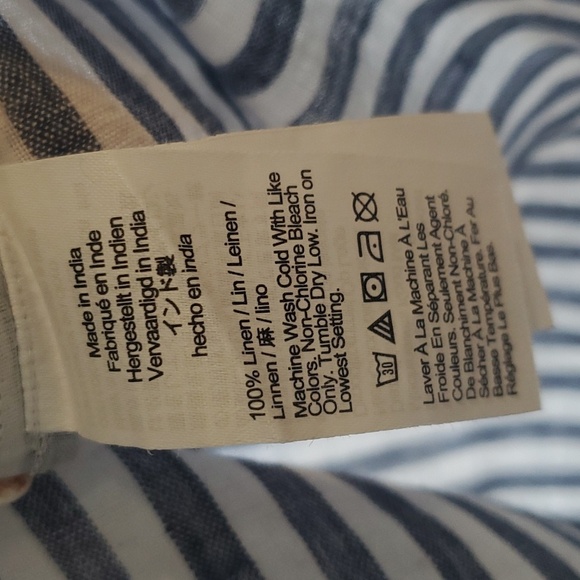 Made in India
Fabriqué en Inde
Hergestellt in Indien
Vervaardigd in India
インド製
hecho en india
100% Linen / Lin / Leinen /
Linnen / 麻 / lino
Machine Wash Cold With Like
Colors. Non-Chlorine Bleach
Only. Tumble Dry Low. Iron on
Lowest Setting.
30
Laver À La Machine À L'Eau
Froide En Séparant Les
Couleurs. Seulement Agent
De Blanchiment Non-Chloré.
Sécher À La Machine À
Basse Température. Fer Au
Réglage Le Plus Bas.